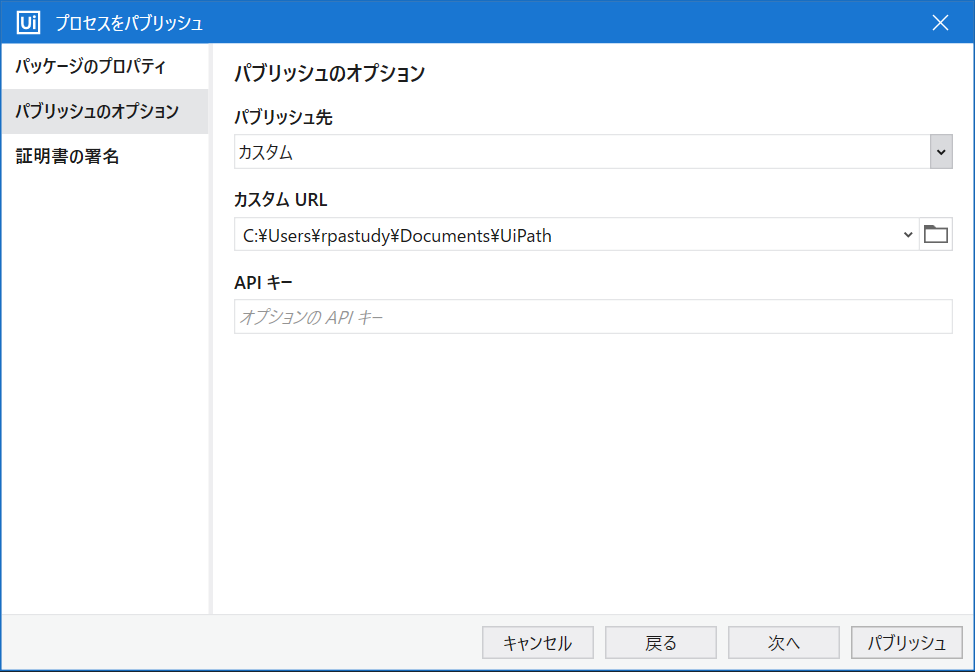 Ui プロセスをパブリッシュ
パッケージのプロパティ
パブリッシュのオプション
証明書の署名
パブリッシュのオプション
パブリッシュ先
カスタム
カスタム URL
C:¥Users¥rpastudy¥Documents¥UiPath
API キー
オプションの API キー
キャンセル
戻る
次へ
パブリッシュ